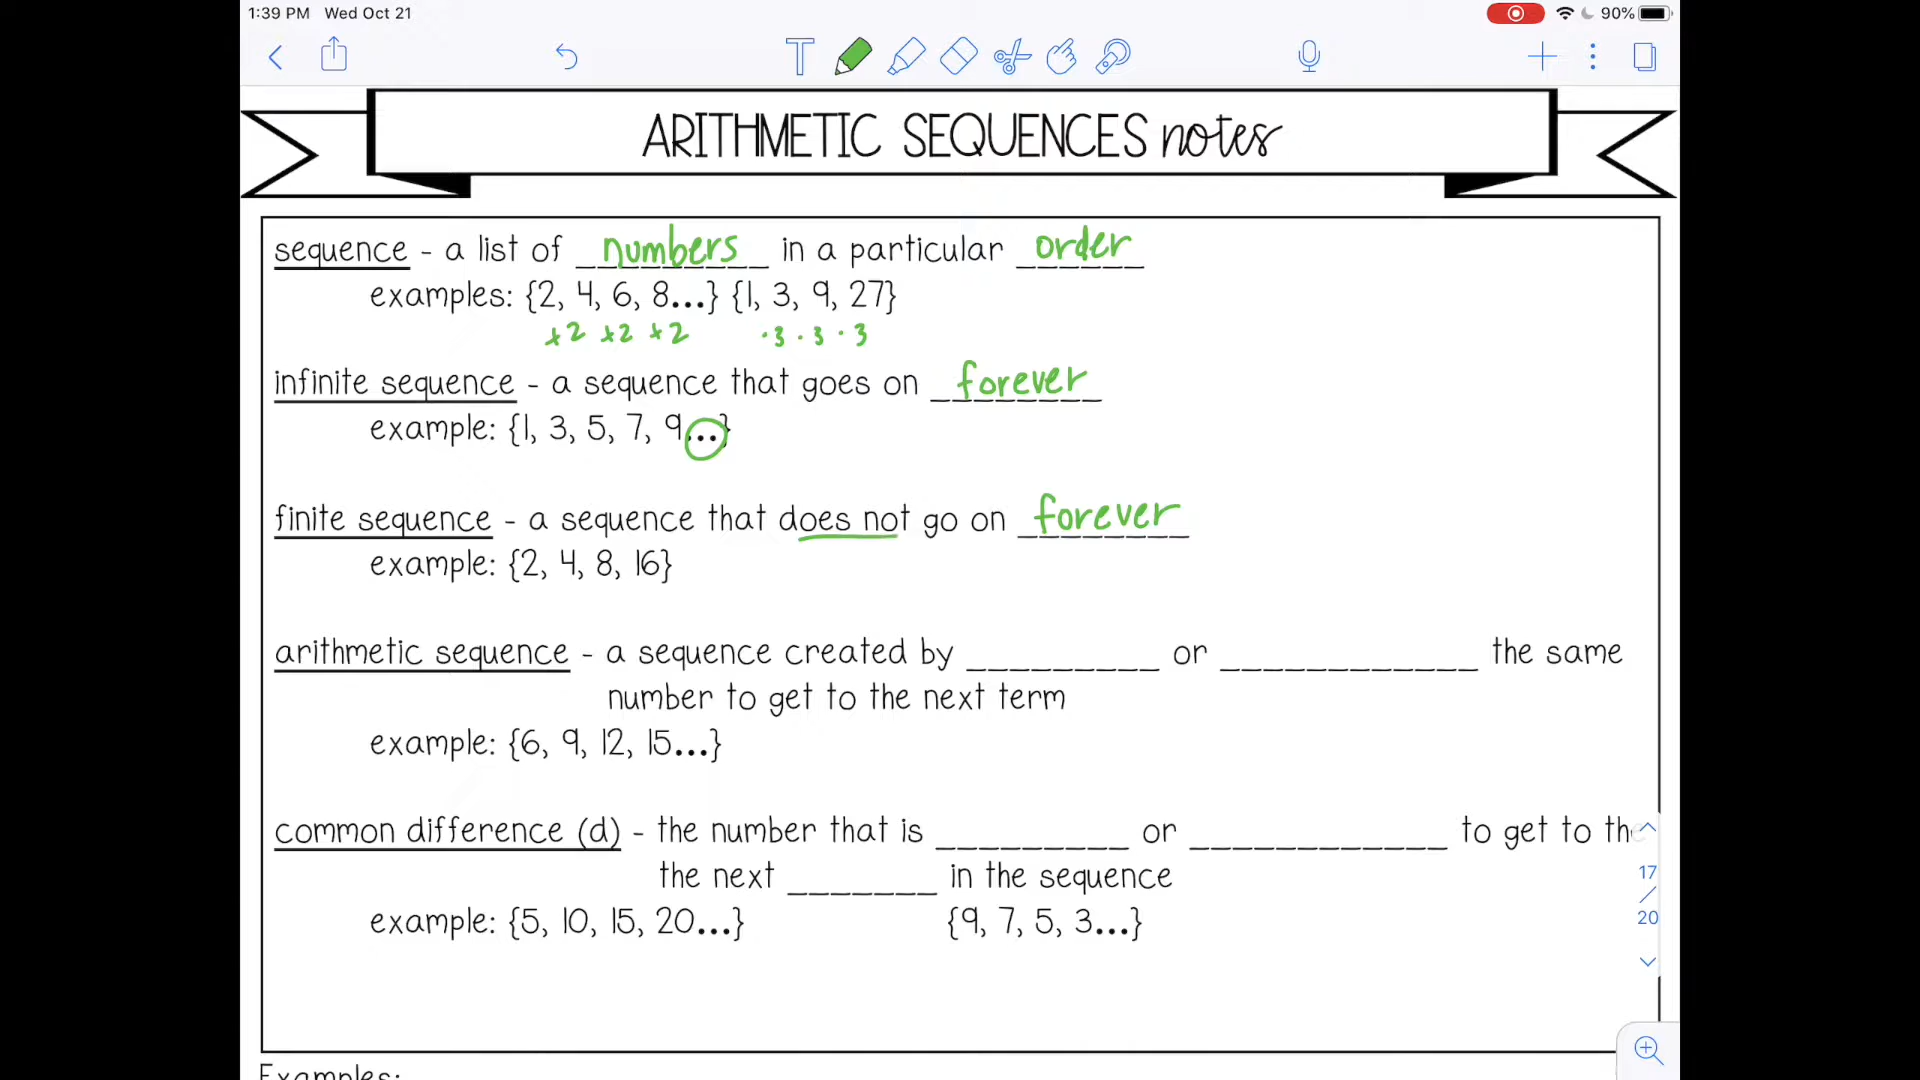 1:39 PM Wed Oct 21 90%
ARITHMETIC SEQUENCES notes
sequence - a list of numbers in a particular order
examples: {2, 4, 6, 8...} {1, 3, 9, 27}
+2 +2 +2 ·3 ·3 ·3
infinite sequence - a sequence that goes on forever
example: {1, 3, 5, 7, 9...}
finite sequence - a sequence that does not go on forever
example: {2, 4, 8, 16}
arithmetic sequence - a sequence created by _________ or ____________ the same
number to get to the next term
example: {6, 9, 12, 15...}
common difference (d) - the number that is _________ or ____________ to get to the
the next _______ in the sequence
example: {5, 10, 15, 20...} {9, 7, 5, 3...}
17
/
20
Examples: